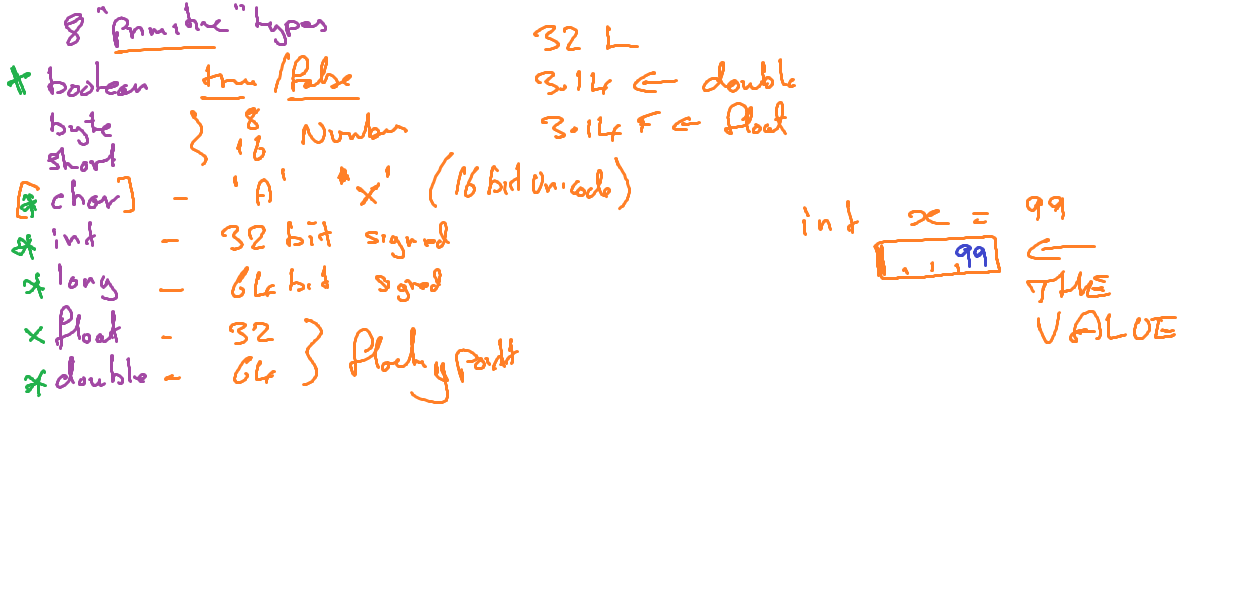 8 "Primitive" types
* boolean true / False
byte } 8 Numbers
short 16
[* char] - 'A' 'X' (16 bit Unicode)
* int - 32 bit signed
* long - 64 bit signed
x float - 32 } floating point
* double - 64
32 L
3.14 ← double
3.14 F ← float
int x = 99
99 ←
THE
VALUE